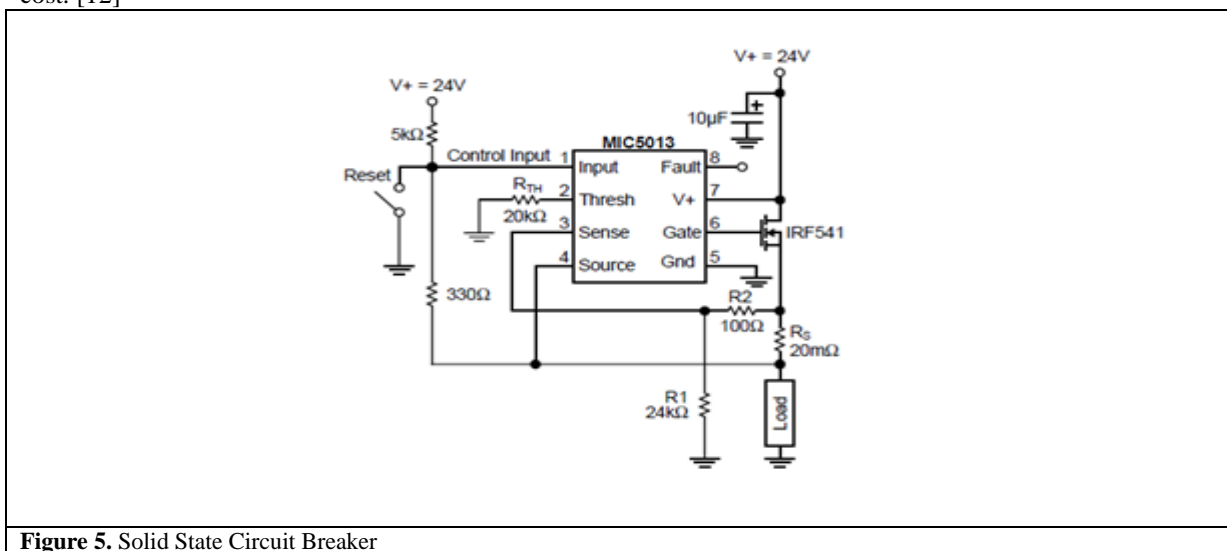 cost. [12]
V+ = 24V
V+ = 24V
10µF
+
5kΩ
MIC5013
Control Input 1
Input
Fault
8
Reset
RTH
2
Thresh
V+
7
20kΩ
3
Sense
Gate
6
IRF541
4
Source
Gnd
5
330Ω
R2
100Ω
RS
20mΩ
R1
24kΩ
Load
Figure 5. Solid State Circuit Breaker